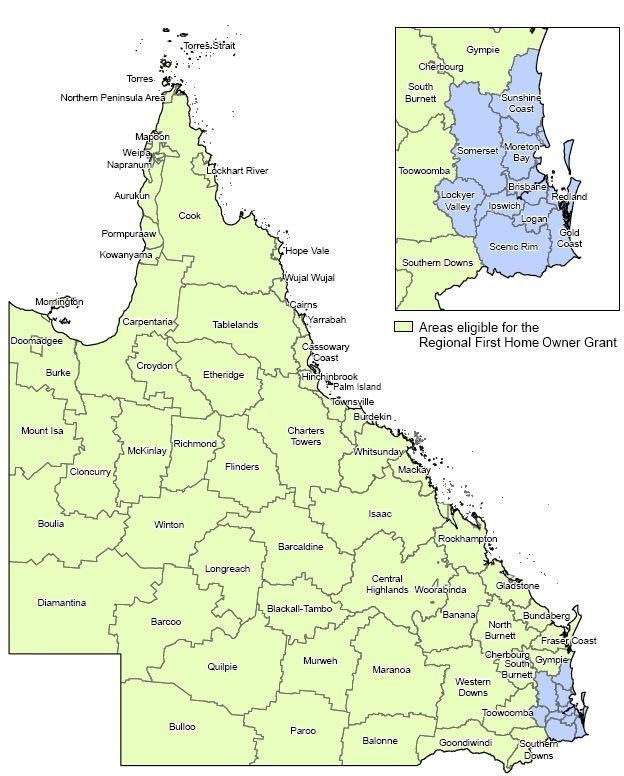 Torres Strait
Torres
Northern Peninsula Area
Mapoon
Weipa
Napranum
Lockhart River
Aurukun
Cook
Pormpuraaw
Kowanyama
Hope Vale
Wujal Wujal
Mornington
Cairns
Yarrabah
Carpentaria
Tablelands
Doomadgee
Cassowary
Coast
Burke
Croydon
Etheridge
Hinchinbrook
Palm Island
Townsville
Burdekin
Mount Isa
Cloncurry
McKinlay
Richmond
Flinders
Charters
Towers
Whitsunday
Mackay
Boulia
Winton
Isaac
Rockhampton
Barcaldine
Longreach
Central
Highlands
Woorabinda
Gladstone
Diamantina
Barcoo
Blackall-Tambo
Banana
North
Burnett
Bundaberg
Fraser Coast
Cherbourg
South
Burnett
Gympie
Quilpie
Murweh
Maranoa
Western
Downs
Toowoomba
Bulloo
Paroo
Balonne
Goondiwindi
Southern
Downs
Gympie
Cherbourg
South
Burnett
Sunshine
Coast
Somerset
Moreton
Bay
Toowoomba
Brisbane
Redland
Lockyer
Valley
Ipswich
Logan
Gold
Coast
Scenic Rim
Southern Downs
Areas eligible for the
Regional First Home Owner Grant